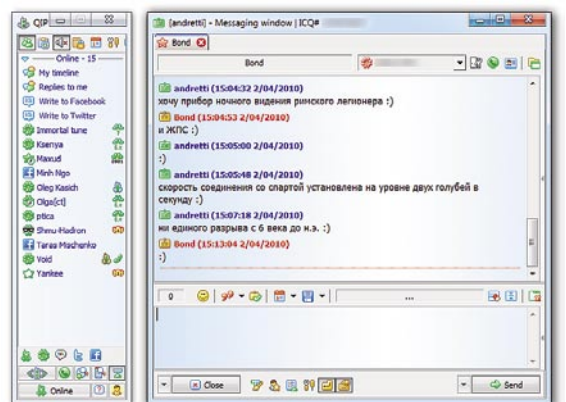 QIP
Online - 15
My timeline
Replies to me
Write to Facebook
Write to Twitter
Immortal tune
Ksenya
Maxud
Minh Ngo
Oleg Kasich
Olga[ct]
ptica
Shmu-Hadron
Taras Mashenko
Void
Yankee
Online
[andretti] - Messaging window | ICQ#
Bond
Bond
andretti (15:04:32 2/04/2010)
хочу прибор ночного видения римского легионера :)
Bond (15:04:53 2/04/2010)
и ЖПС :)
andretti (15:05:00 2/04/2010)
:)
andretti (15:05:48 2/04/2010)
скорость соединения со спартой установлена на уровне двух голубей в
секунду :)
andretti (15:07:18 2/04/2010)
ни единого разрыва с 6 века до н.э. :)
Bond (15:13:04 2/04/2010)
:)
0
...
Close
Send